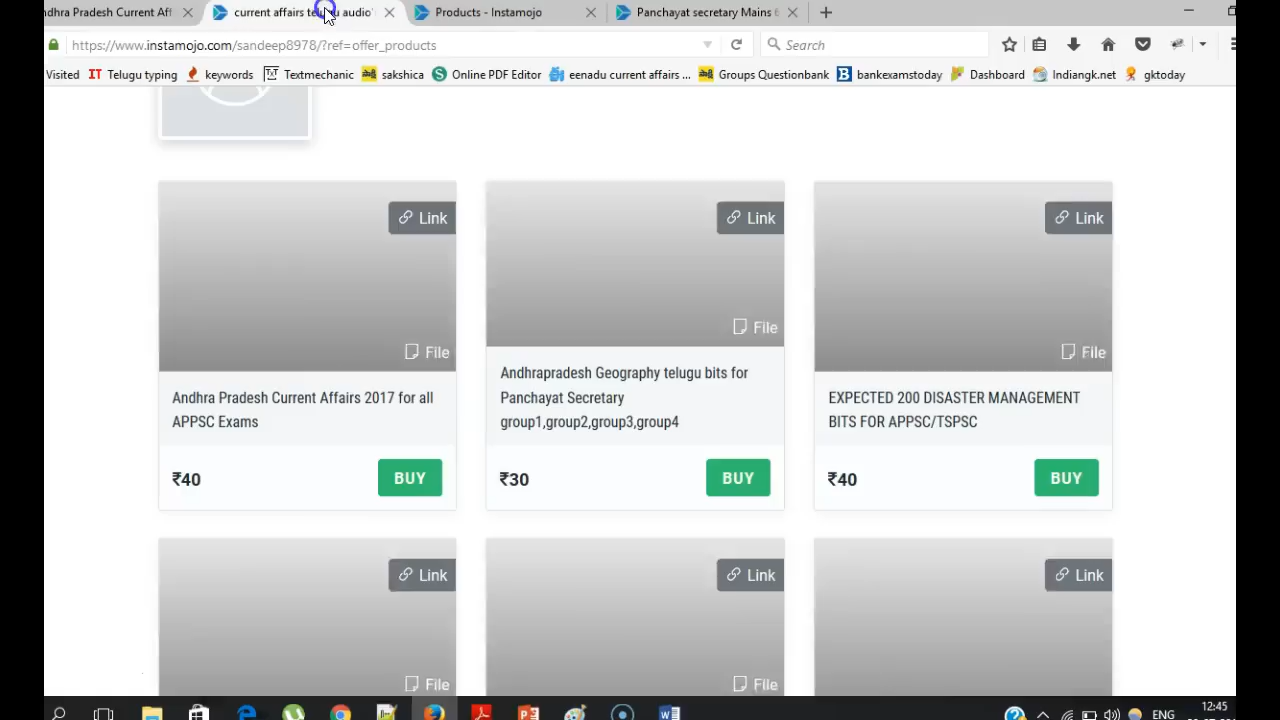 ndhra Pradesh Current Aff
current affairs telugu audio
Products - Instamojo
Panchayat secretary Mains
https://www.instamojo.com/sandeep8978/?ref=offer_products
Search
Visited
IT Telugu typing
keywords
TxT Textmechanic
sakshica
S Online PDF Editor
eenadu current affairs ...
Groups Questionbank
B bankexamstoday
Dashboard
Indiangk.net
gktoday
Link
Link
Link
File
File
File
Andhra Pradesh Current Affairs 2017 for all
APPSC Exams
₹40
BUY
Andhrapradesh Geography telugu bits for
Panchayat Secretary
group1,group2,group3,group4
₹30
BUY
EXPECTED 200 DISASTER MANAGEMENT
BITS FOR APPSC/TSPSC
₹40
BUY
Link
Link
Link
File
File
12:45
ENG